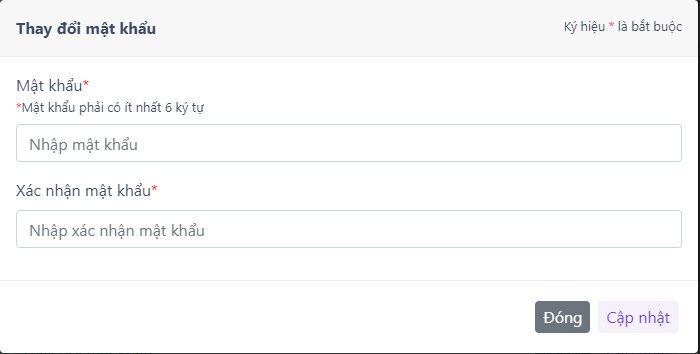 Thay đổi mật khẩu
Ký hiệu * là bắt buộc
Mật khẩu*
*Mật khẩu phải có ít nhất 6 ký tự
Nhập mật khẩu
Xác nhận mật khẩu*
Nhập xác nhận mật khẩu
Đóng
Cập nhật